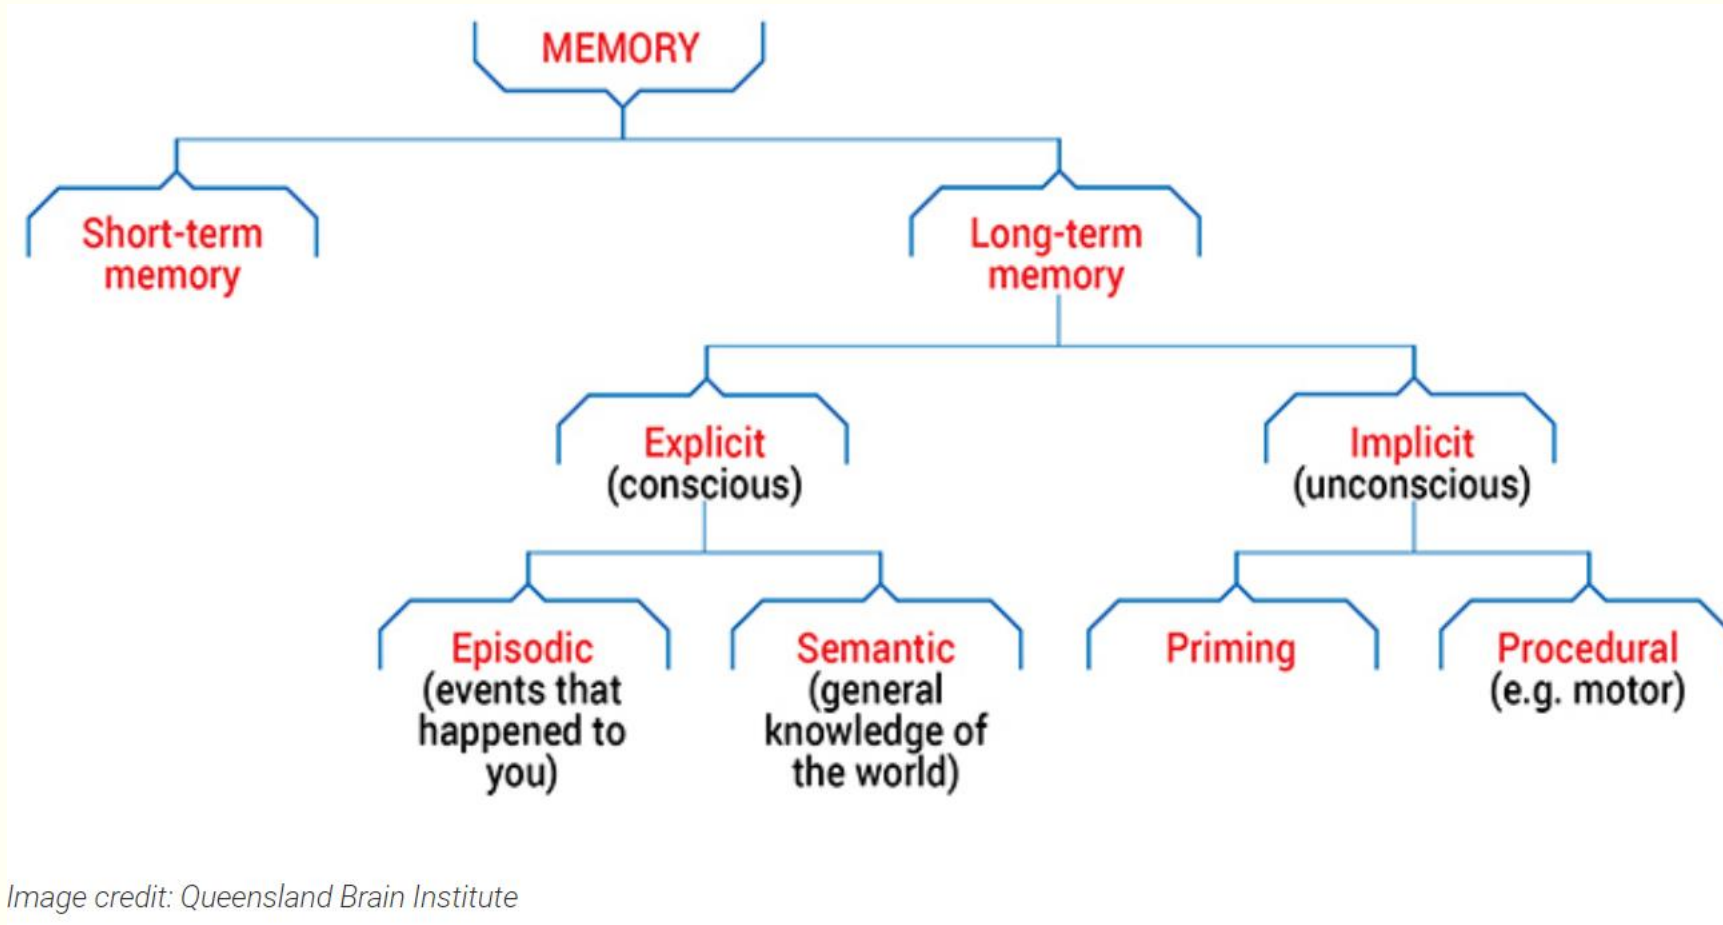 MEMORY
Short-term
memory
Long-term
memory
Explicit
(conscious)
Implicit
(unconscious)
Episodic
(events that
happened to
you)
Semantic
(general
knowledge of
the world)
Priming
Procedural
(e.g. motor)
Image credit: Queensland Brain Institute